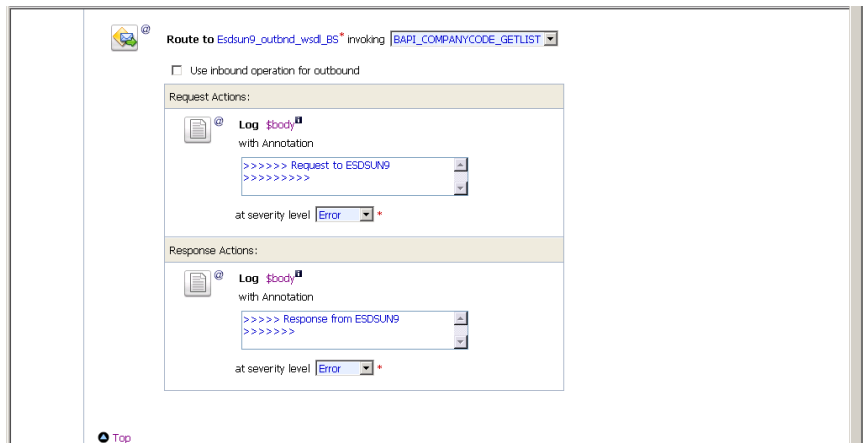 @ Route to Esdsun9_outbnd_wsdl_BS* invoking BAPI_COMPANYCODE_GETLIST
Use inbound operation for outbound
Request Actions:
@ Log $body i
with Annotation
>>>>>> Request to ESDSUN9
>>>>>>>>>
at severity level Error *
Response Actions:
@ Log $body i
with Annotation
>>>>> Response from ESDSUN9
>>>>>>>
at severity level Error *
Top